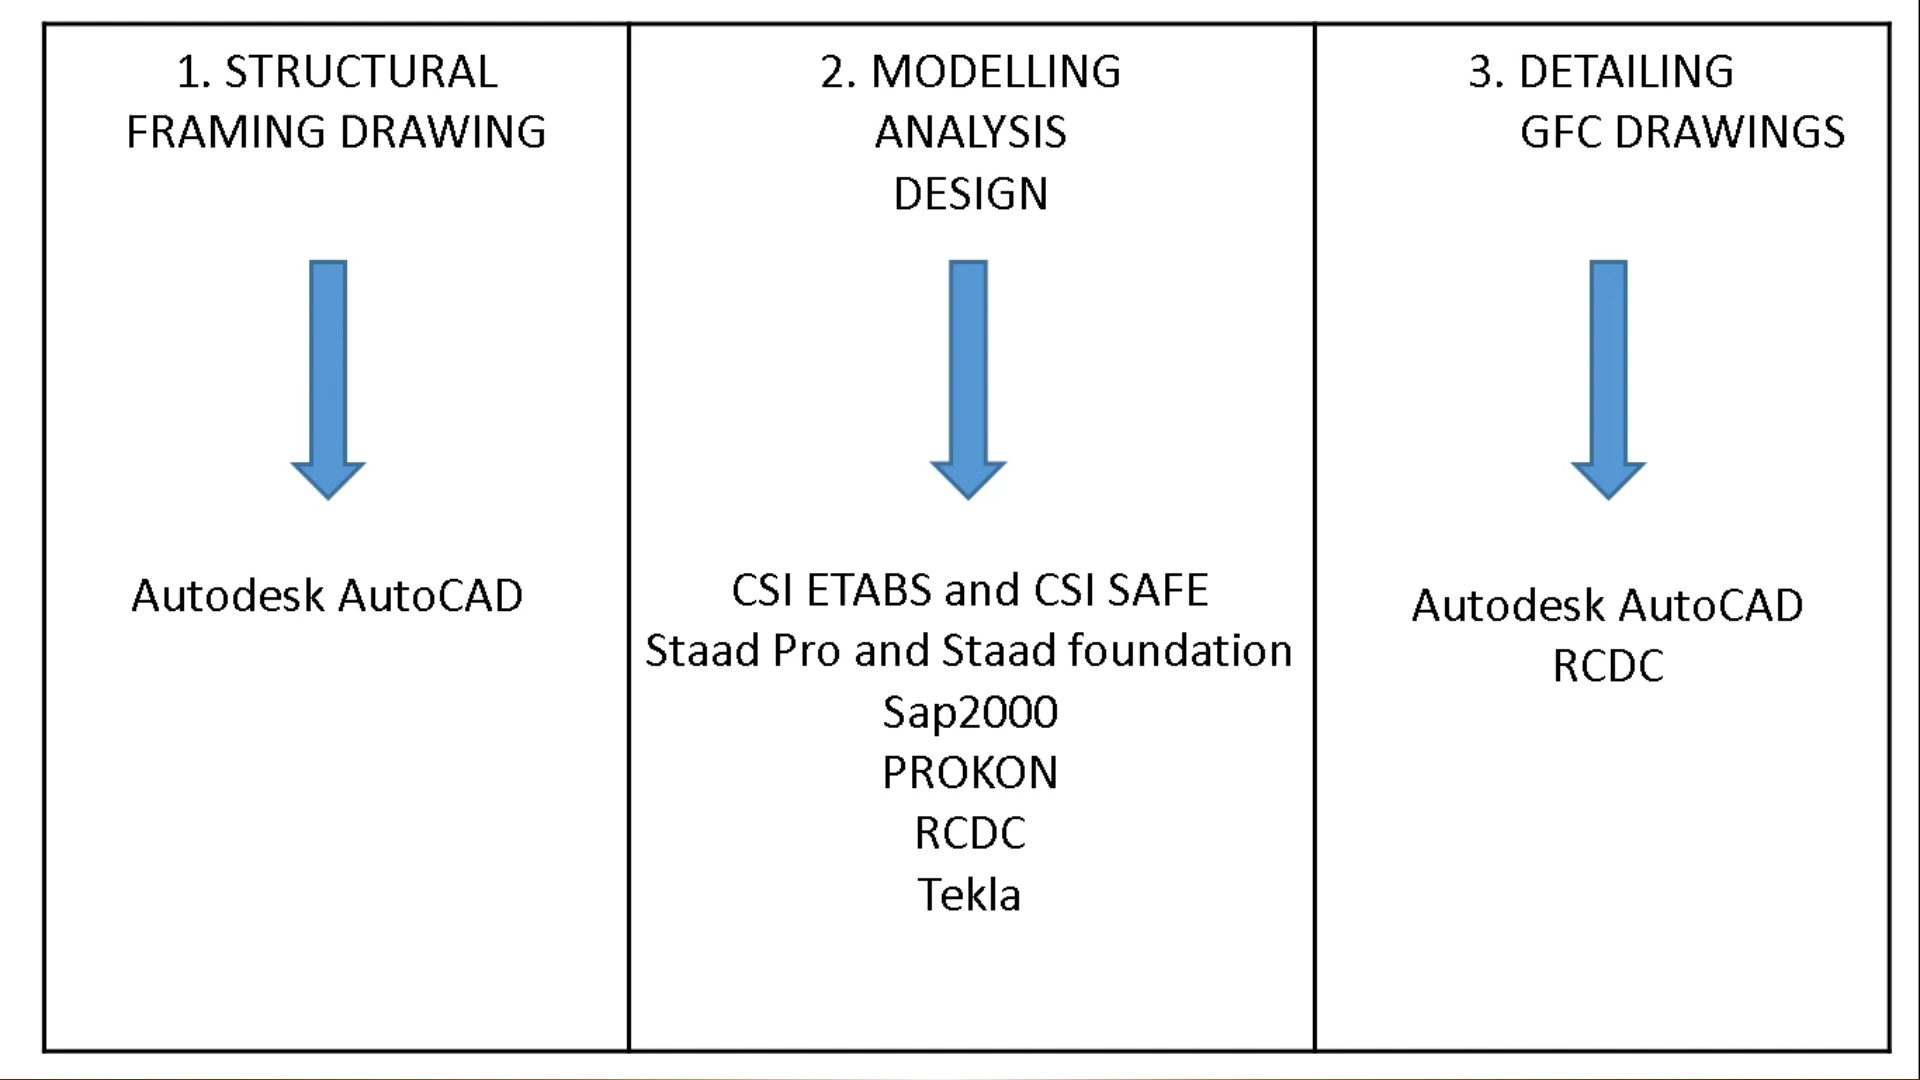 1. STRUCTURAL
FRAMING DRAWING
Autodesk AutoCAD
2. MODELLING
ANALYSIS
DESIGN
CSI ETABS and CSI SAFE
Staad Pro and Staad foundation
Sap2000
PROKON
RCDC
Tekla
3. DETAILING
GFC DRAWINGS
Autodesk AutoCAD
RCDC